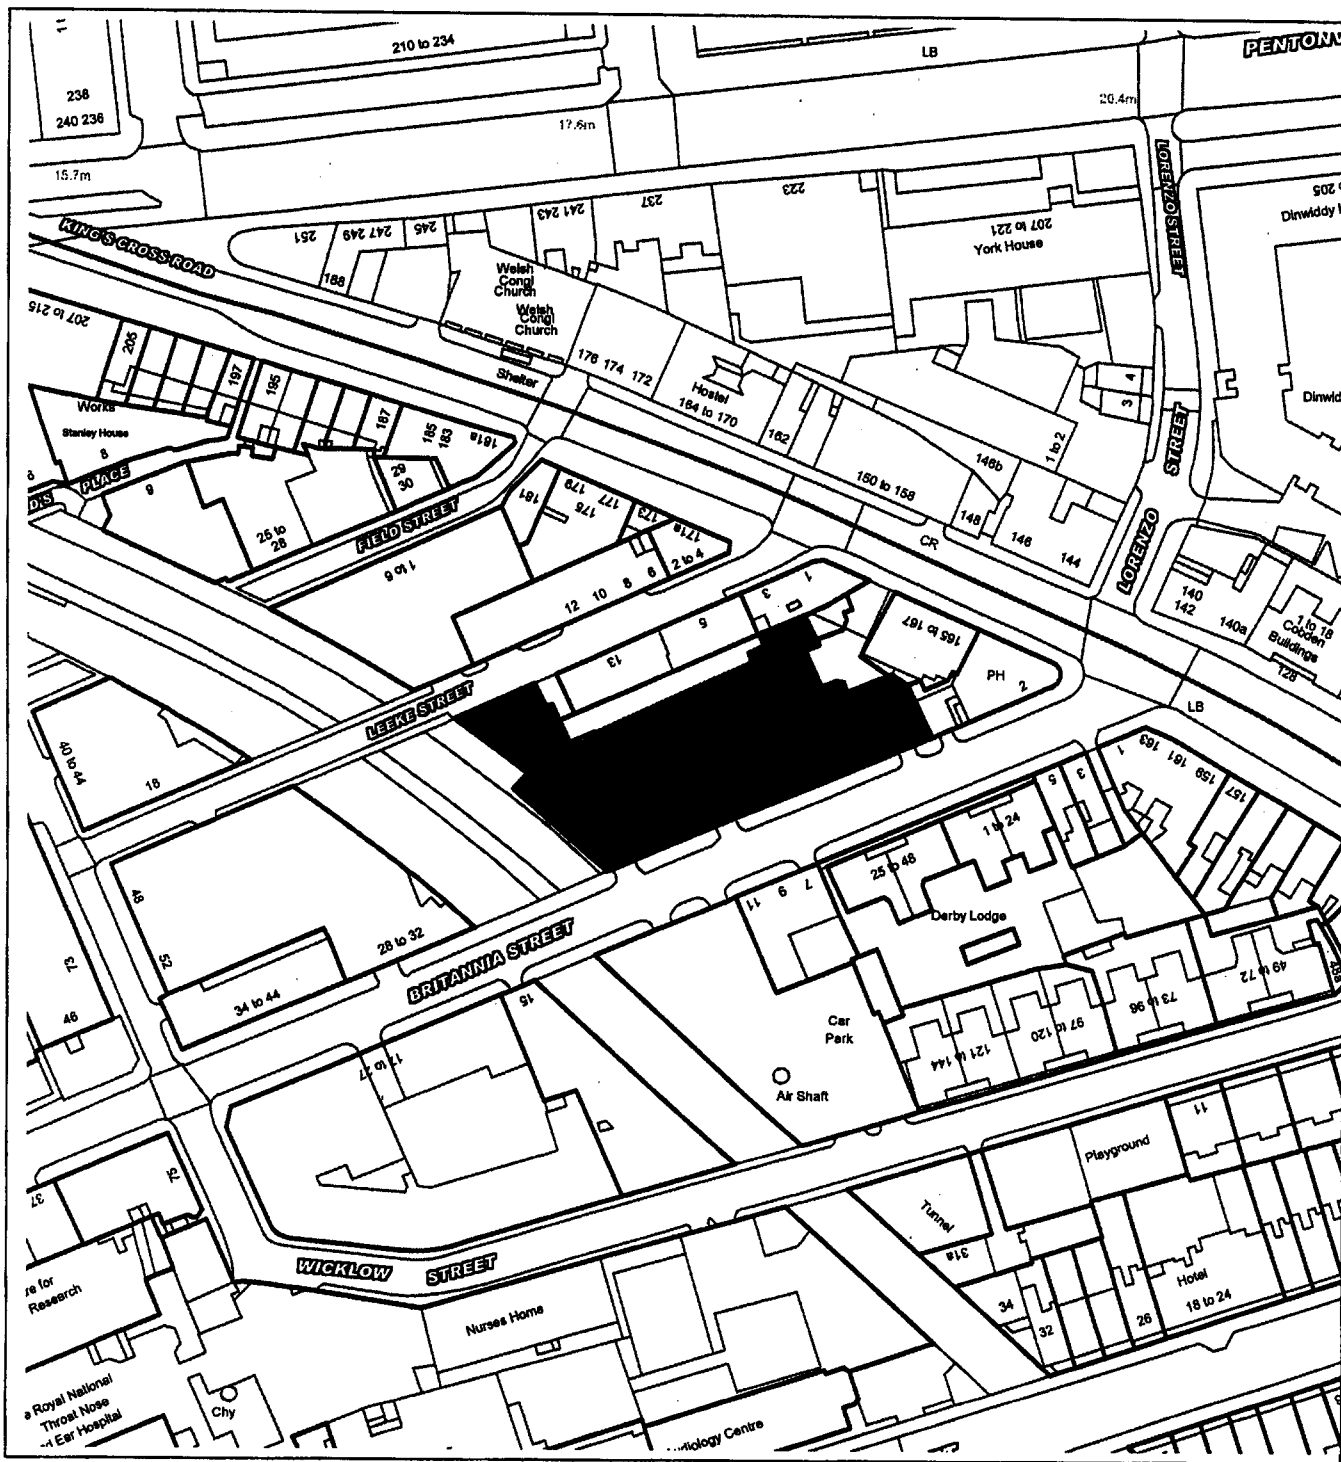 11
210 to 234
LB
PENTONV
238
240 236
17.6m
20.4m
15.7m
LORENZO STREET
205
Dinwiddy
KING'S CROSS ROAD
251
249 247
245
243 241
237
223
207 to 221
York House
188
Welsh
Congl
Church
Welsh
Congl
Church
207 to 215
205
197
195
187
185
183
181a
Shelter
176 174 172
Hostel
164 to 170
162
150 to 158
146b
148
146
144
1 to 2
4
3
Dinwid
Works
Stanley House
8
PLACE
D'S
9
25 to
28
29
30
FIELD STREET
181
179
177
175
173
171a
1 to 6
12 10 8 6
2 to 4
CR
LORENZO
STREET
140
142
140a
1 to 18
Cobden
Buildings
128
1
3
5
13
165 to 167
PH
2
LB
LEEKE STREET
40 to 44
18
1
163
161
159
157
5
3
1 to 24
25 to 48
Derby Lodge
7
9
11
48
52
28 to 32
34 to 44
BRITANNIA STREET
73
46
15
17 to 27
Car
Park
Air Shaft
121 to 144
97 to 120
73 to 96
49 to 72
48a
11
Playground
Tunnel
31a
34
32
26
Hotel
18 to 24
75
37
WICKLOW STREET
Nurses Home
re for
Research
Royal National
Throat Nose
nd Ear Hospital
Chy
udiology Centre